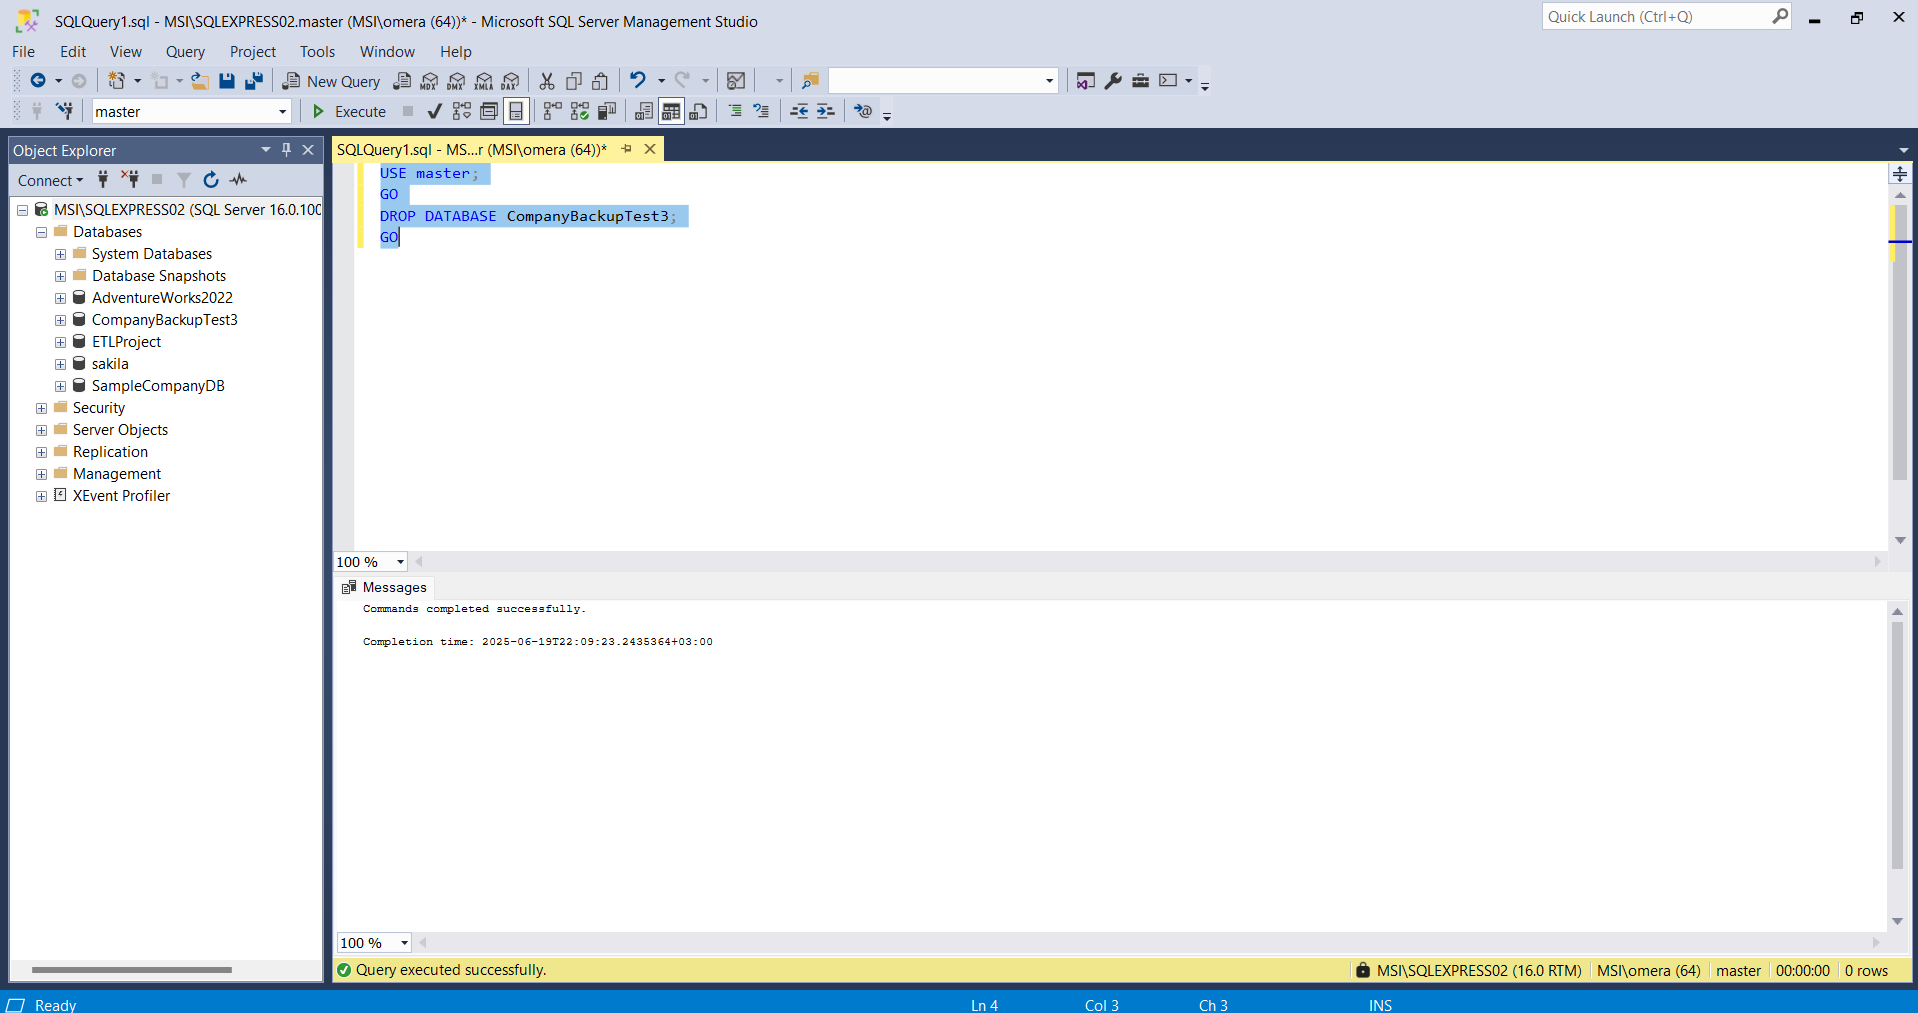 SQLQuery1.sql - MSI\SQLEXPRESS02.master (MSI\omera (64))* - Microsoft SQL Server Management Studio
Quick Launch (Ctrl+Q)
File Edit View Query Project Tools Window Help
New Query MDX DMX XMLA DAX
master Execute
Object Explorer
Connect
MSI\SQLEXPRESS02 (SQL Server 16.0.100
Databases
System Databases
Database Snapshots
AdventureWorks2022
CompanyBackupTest3
ETLProject
sakila
SampleCompanyDB
Security
Server Objects
Replication
Management
XEvent Profiler
SQLQuery1.sql - MS...r (MSI\omera (64))*
USE master;
GO
DROP DATABASE CompanyBackupTest3;
GO
100 %
Messages
Commands completed successfully.
Completion time: 2025-06-19T22:09:23.2435364+03:00
100 %
Query executed successfully.
MSI\SQLEXPRESS02 (16.0 RTM) MSI\omera (64) master 00:00:00 0 rows
Ready Ln 4 Col 3 Ch 3 INS